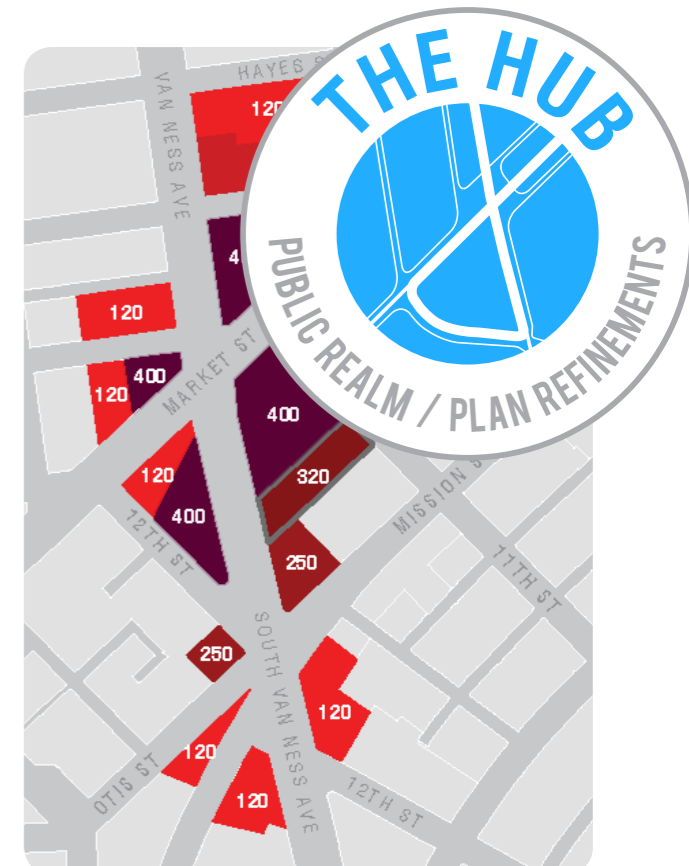 THE HUB
PUBLIC REALM / PLAN REFINEMENTS
HAYES
VAN NESS AVE
120
4
120
MARKET ST
400
120
400
120
320
400
MISSION
12TH ST
11TH ST
250
250
SOUTH VAN NESS AVE
120
120
OTIS ST
120
12TH ST